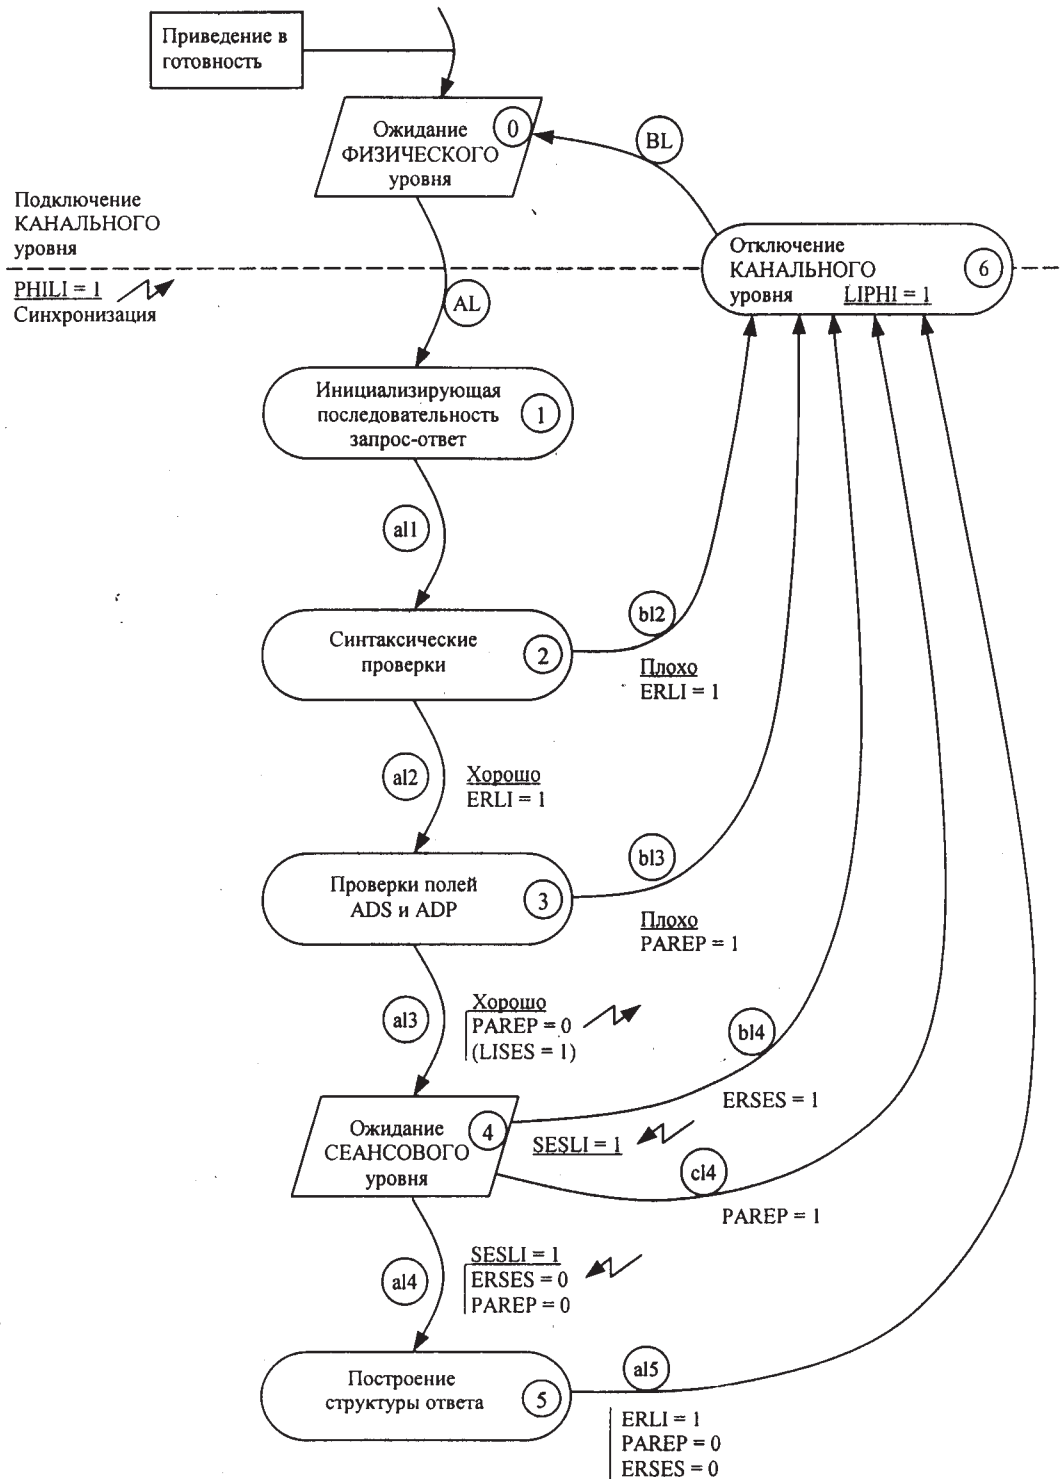 Приведение в
готовность
Ожидание
ФИЗИЧЕСКОГО
уровня
0
BL
Подключение
КАНАЛЬНОГО
уровня
PHILI = 1
Синхронизация
AL
Отключение
КАНАЛЬНОГО
уровня LIPHI = 1
6
Инициализирующая
последовательность
запрос-ответ
1
al1
Синтаксические
проверки
2
bl2
Плохо
ERLI = 1
al2
Хорошо
ERLI = 1
Проверки полей
ADS и ADP
3
bl3
Плохо
PAREP = 1
al3
Хорошо
PAREP = 0
(LISES = 1)
bl4
ERSES = 1
Ожидание
СЕАНСОВОГО
уровня
4
SESLI = 1
cl4
PAREP = 1
al4
SESLI = 1
ERSES = 0
PAREP = 0
Построение
структуры ответа
5
al5
ERLI = 1
PAREP = 0
ERSES = 0